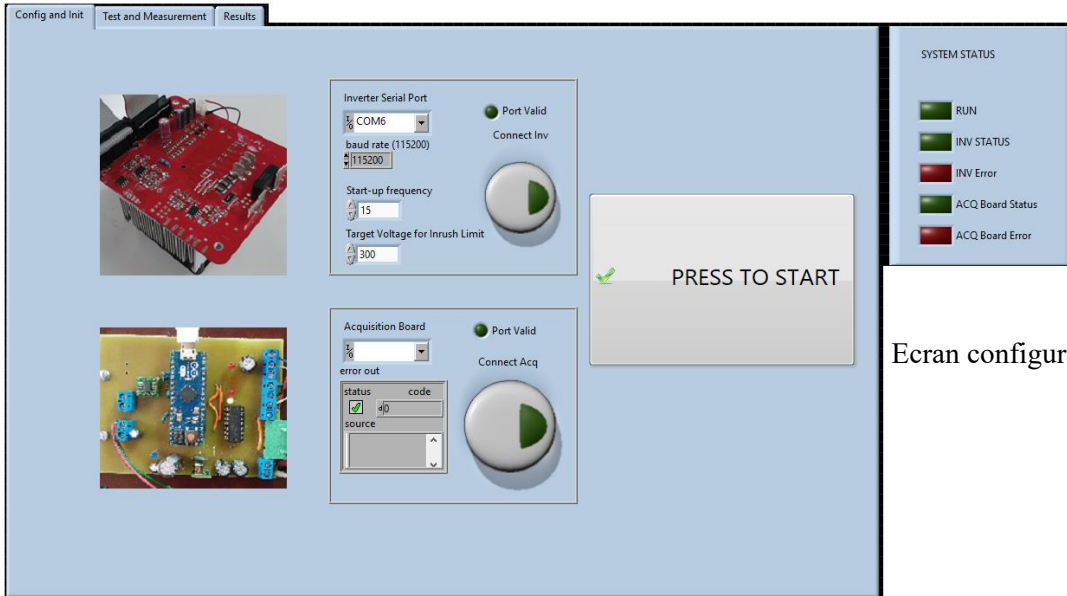 Config and Init
Test and Measurement
Results
Inverter Serial Port
COM6
Port Valid
baud rate (115200)
115200
Connect Inv
Start-up frequency
15
Target Voltage for Inrush Limit
300
PRESS TO START
Acquisition Board
Port Valid
Connect Acq
error out
status code
d0
source
SYSTEM STATUS
RUN
INV STATUS
INV Error
ACQ Board Status
ACQ Board Error
Ecran configur